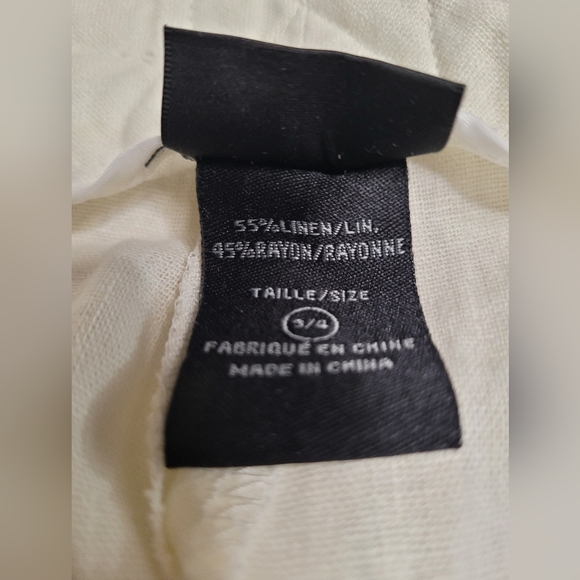 55%LINEN/LIN.
45%RAYON/RAYONNE
TAILLE/SIZE
3/4
FABRIQUÉ EN CHINE
MADE IN CHINA